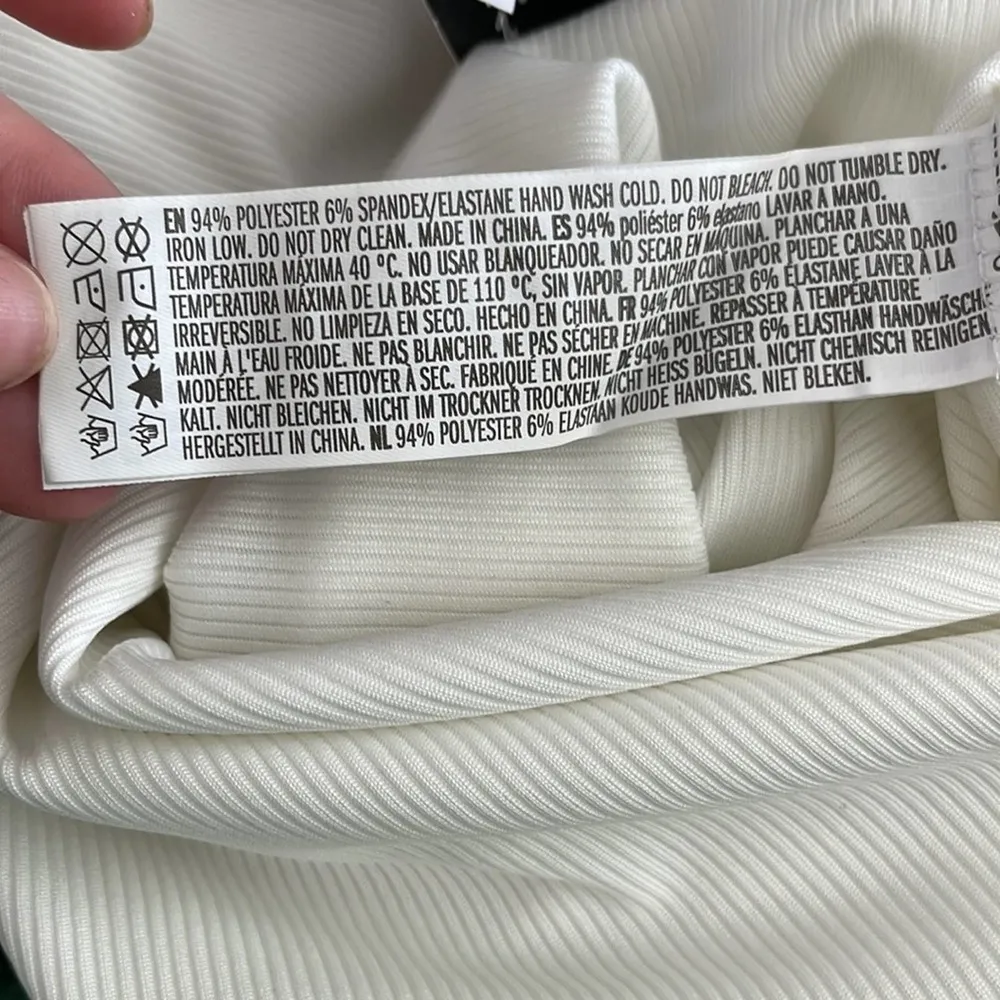 EN 94% POLYESTER 6% SPANDEX/ELASTANE HAND WASH COLD. DO NOT BLEACH. DO NOT TUMBLE DRY.
IRON LOW. DO NOT DRY CLEAN. MADE IN CHINA. ES 94% poliéster 6% elastano LAVAR A MANO.
TEMPERATURA MÁXIMA 40 ºC. NO USAR BLANQUEADOR. NO SECAR EN MÁQUINA. PLANCHAR A UNA
TEMPERATURA MÁXIMA DE LA BASE DE 110 ºC, SIN VAPOR. PLANCHAR CON VAPOR PUEDE CAUSAR DAÑO
IRREVERSIBLE. NO LIMPIEZA EN SECO. HECHO EN CHINA. FR 94% POLYESTER 6% ÉLASTANE LAVER À LA
MAIN À L'EAU FROIDE. NE PAS BLANCHIR. NE PAS SÉCHER EN MACHINE. REPASSER À TEMPÉRATURE
MODÉRÉE. NE PAS NETTOYER À SEC. FABRIQUÉ EN CHINE. DE 94% POLYESTER 6% ELASTHAN HANDWÄSCHE
KALT. NICHT BLEICHEN. NICHT IM TROCKNER TROCKNEN. NICHT HEISS BÜGELN. NICHT CHEMISCH REINIGEN.
HERGESTELLT IN CHINA. NL 94% POLYESTER 6% ELASTAAN KOUDE HANDWAS. NIET BLEKEN.